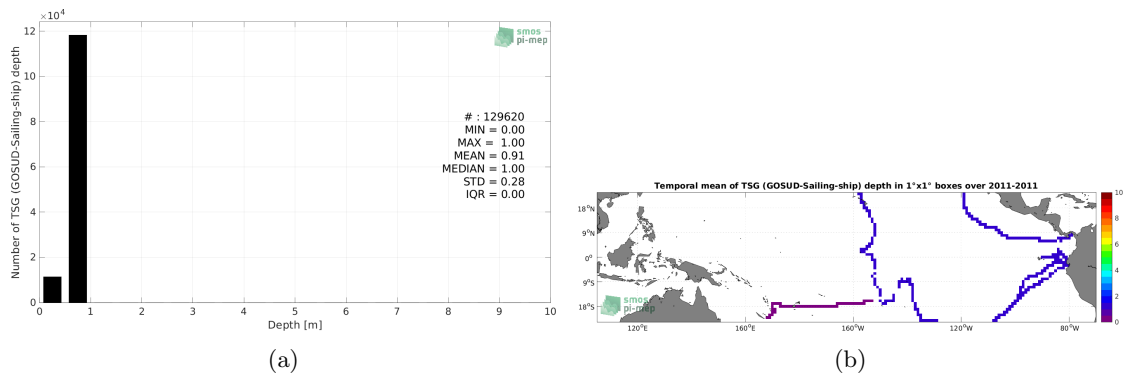 ×10⁴
12
10
8
6
4
2
0
Number of TSG (GOSUD-Sailing-ship) depth
0 1 2 3 4 5 6 7 8 9 10
Depth [m]
smos
pi-mep
# : 129620
MIN = 0.00
MAX = 1.00
MEAN = 0.91
MEDIAN = 1.00
STD = 0.28
IQR = 0.00
(a)
Temporal mean of TSG (GOSUD-Sailing-ship) depth in 1°x1° boxes over 2011-2011
18°N
9°N
0°
9°S
18°S
120°E 160°E 160°W 120°W 80°W
smos
pi-mep
10
8
6
4
2
0
(b)